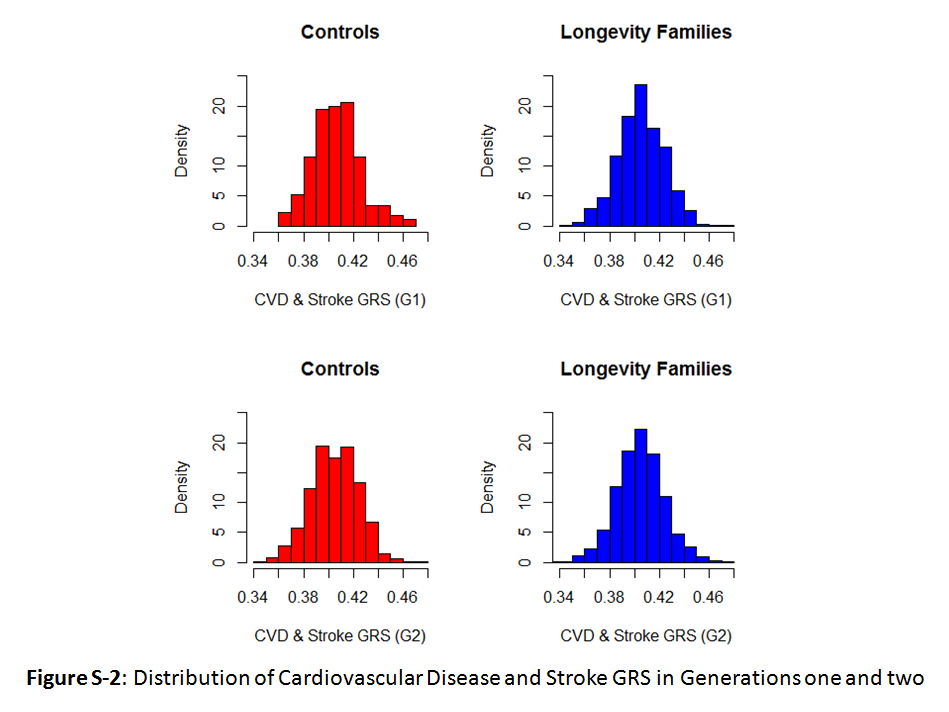 Controls
Longevity Families
Density
20
10
5
0
0.34 0.38 0.42 0.46
CVD & Stroke GRS (G1)
Density
20
10
5
0
0.34 0.38 0.42 0.46
CVD & Stroke GRS (G1)
Controls
Longevity Families
Density
20
10
5
0
0.34 0.38 0.42 0.46
CVD & Stroke GRS (G2)
Density
20
10
5
0
0.34 0.38 0.42 0.46
CVD & Stroke GRS (G2)
Figure S-2: Distribution of Cardiovascular Disease and Stroke GRS in Generations one and two